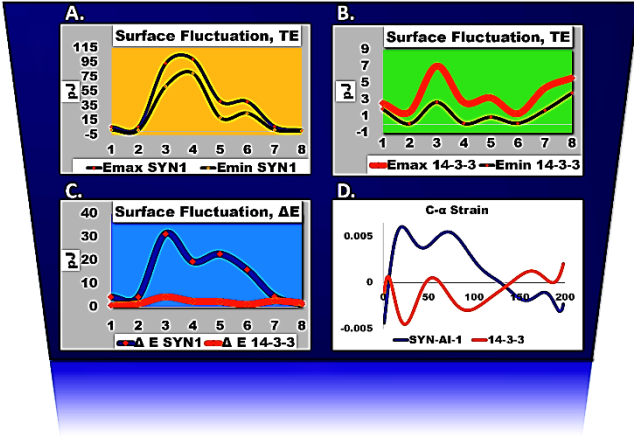 A.
Surface Fluctuation, TE
115
95
75
55
35
15
-5
pJ
1 2 3 4 5 6 7 8
Emax SYN1 Emin SYN1
B.
Surface Fluctuation, TE
9
7
5
3
1
-1
pJ
1 2 3 4 5 6 7 8
Emax 14-3-3 Emin 14-3-3
C.
Surface Fluctuation, ΔE
40
30
20
10
0
pJ
1 2 3 4 5 6 7 8
Δ E SYN1 Δ E 14-3-3
D.
C-α Strain
0.005
0
-0.005
0 50 100 150 200
SYN-AI-1 14-3-3